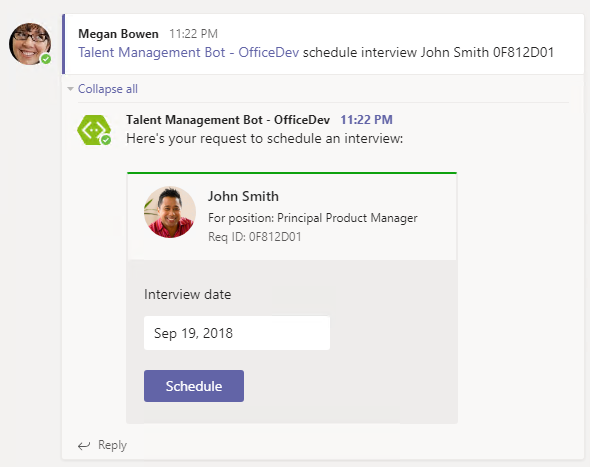 Megan Bowen 11:22 PM
Talent Management Bot - OfficeDev schedule interview John Smith 0F812D01
Collapse all
Talent Management Bot - OfficeDev 11:22 PM
Here's your request to schedule an interview:
John Smith
For position: Principal Product Manager
Req ID: 0F812D01
Interview date
Sep 19, 2018
Schedule
Reply